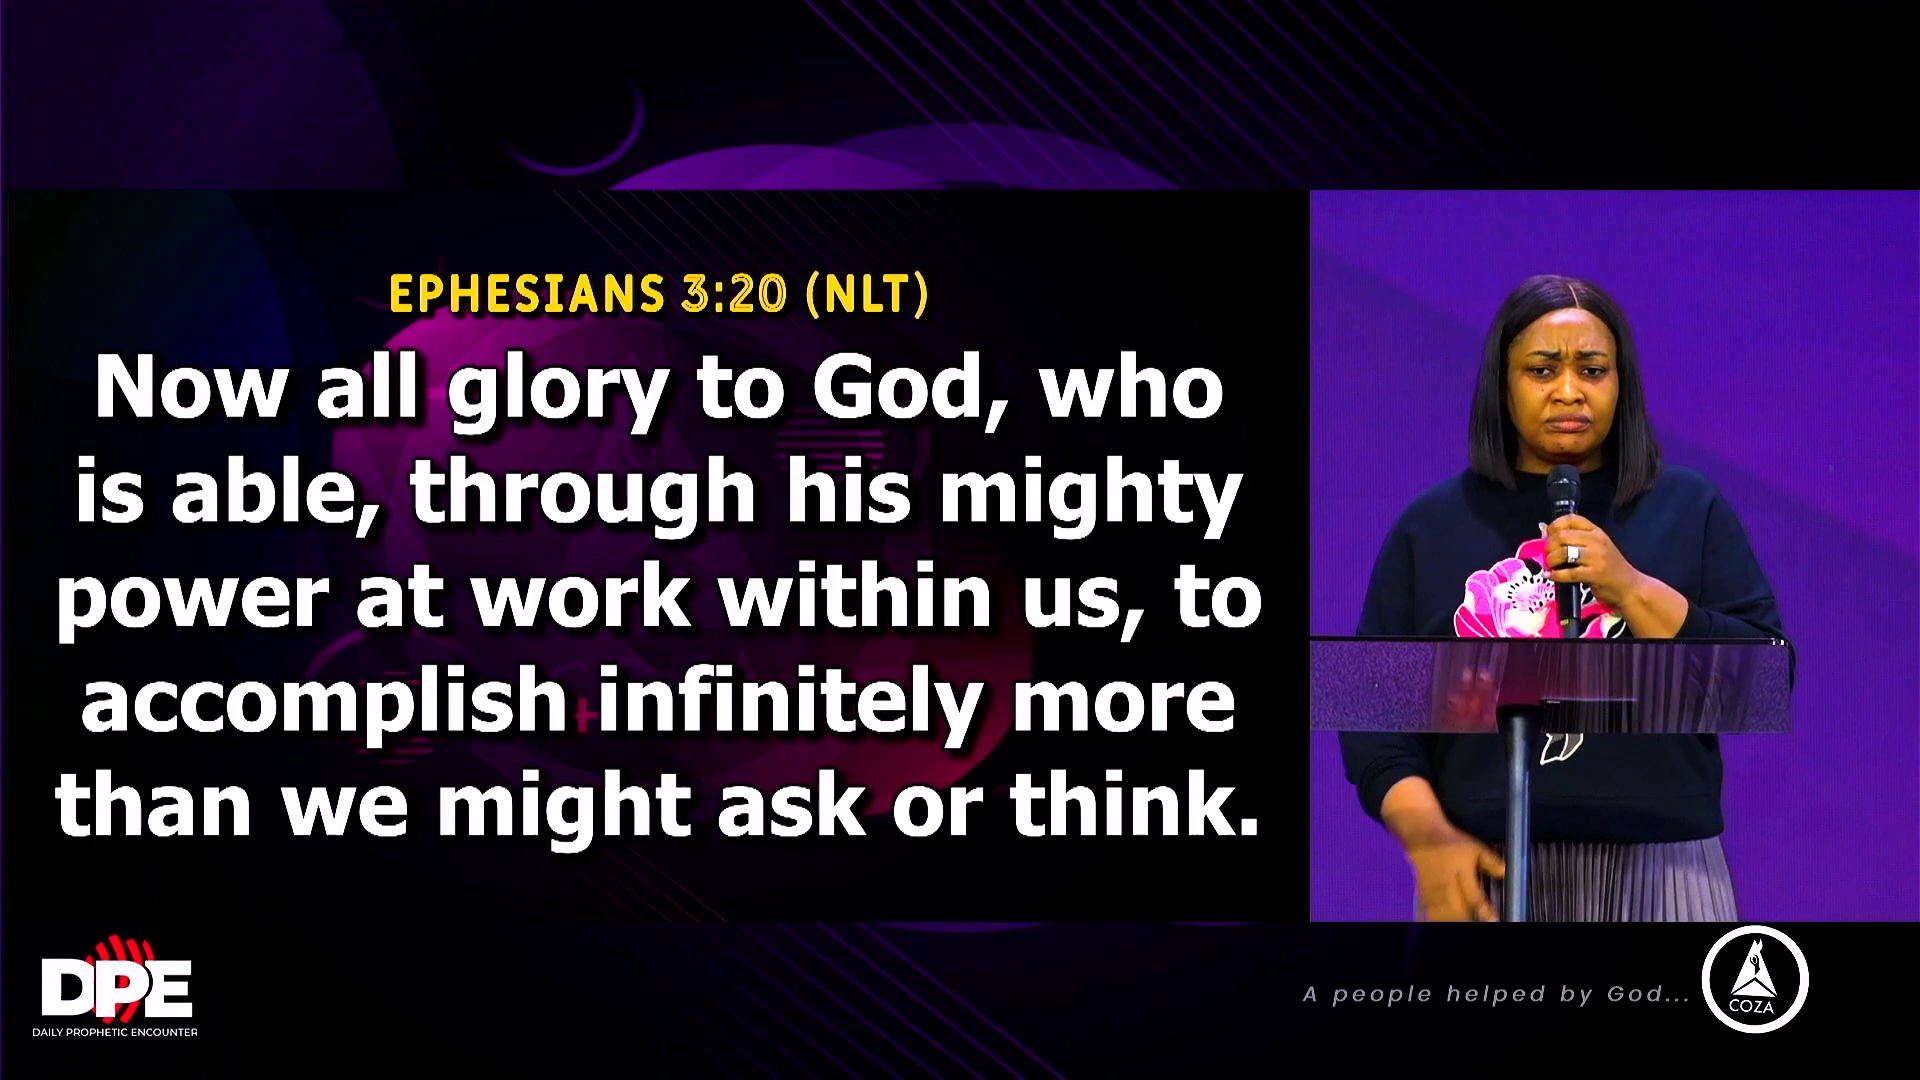 EPHESIANS 3:20 (NLT)
Now all glory to God, who
is able, through his mighty
power at work within us, to
accomplish infinitely more
than we might ask or think.
DPE
DAILY PROPHETIC ENCOUNTER
A people helped by God...
COZA